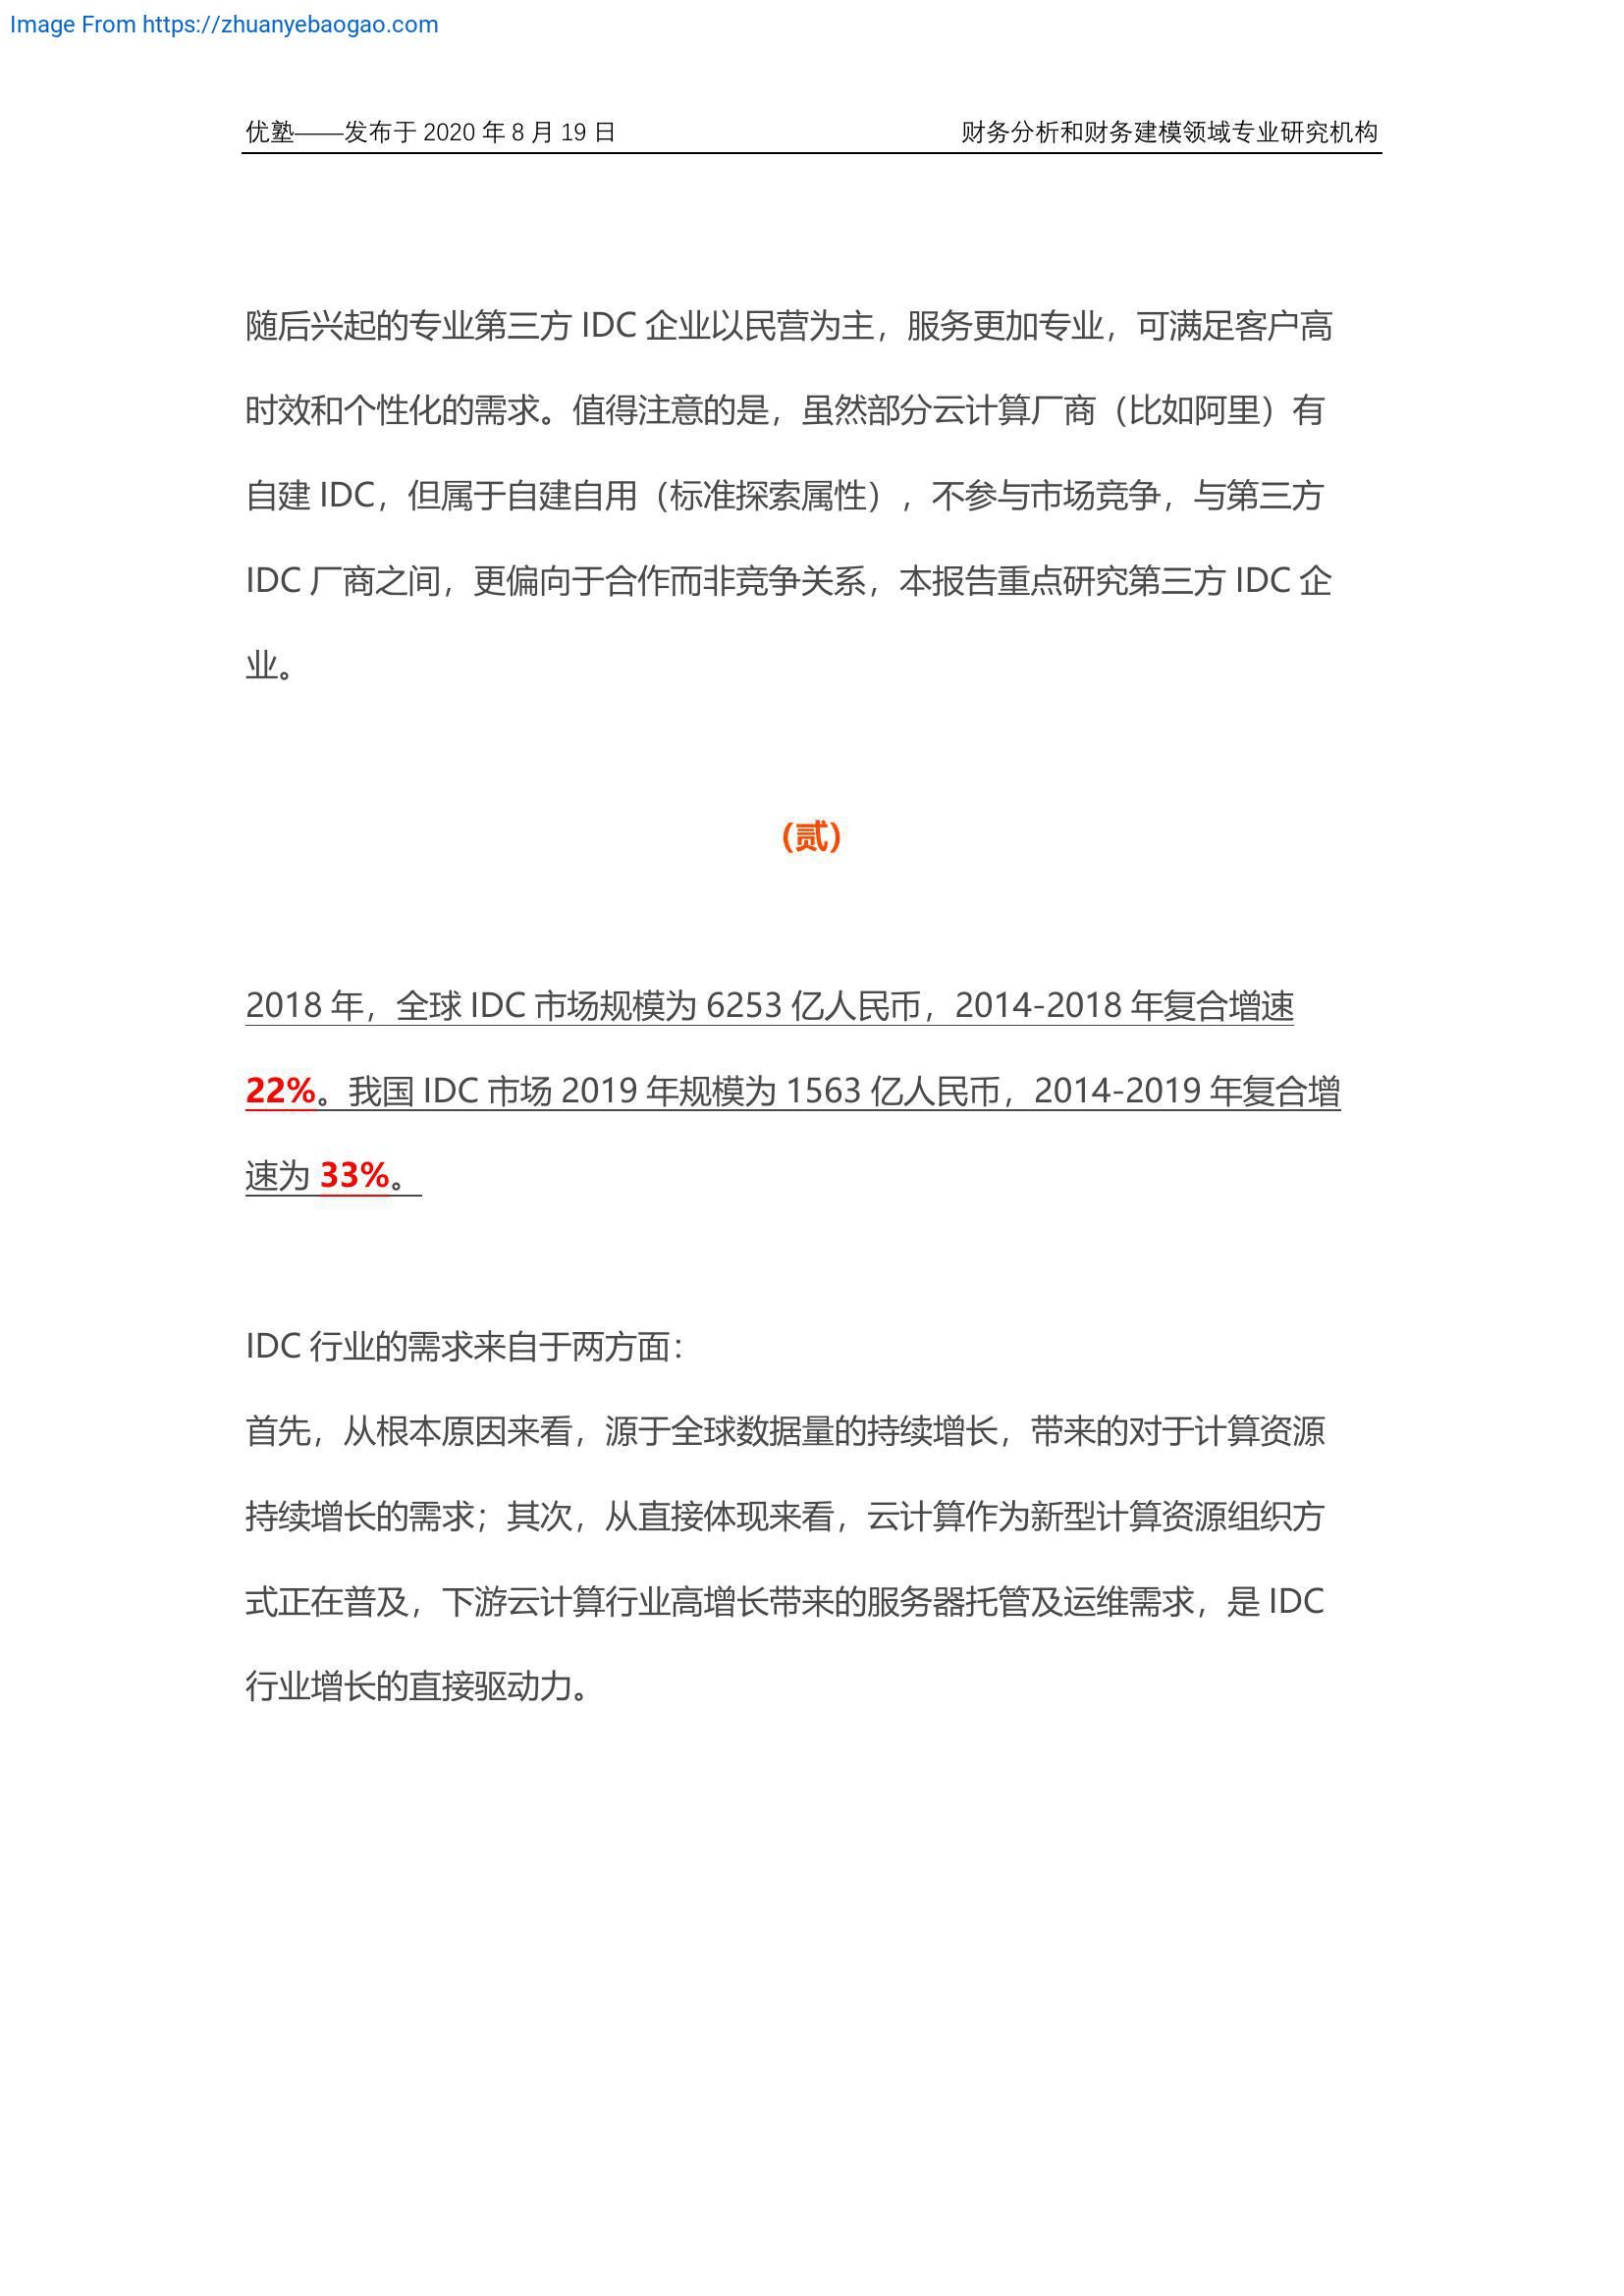 Image From https://zhuanyebaogao.com
优塾——发布于 2020 年 8 月 19 日 财务分析和财务建模领域专业研究机构
随后兴起的专业第三方 IDC 企业以民营为主，服务更加专业，可满足客户高
时效和个性化的需求。值得注意的是，虽然部分云计算厂商（比如阿里）有
自建 IDC，但属于自建自用（标准探索属性），不参与市场竞争，与第三方
IDC 厂商之间，更偏向于合作而非竞争关系，本报告重点研究第三方 IDC 企
业。
(贰)
2018 年，全球 IDC 市场规模为 6253 亿人民币，2014-2018 年复合增速
22%。我国 IDC 市场 2019 年规模为 1563 亿人民币，2014-2019 年复合增
速为 33%。
IDC 行业的需求来自于两方面：
首先，从根本原因来看，源于全球数据量的持续增长，带来的对于计算资源
持续增长的需求；其次，从直接体现来看，云计算作为新型计算资源组织方
式正在普及，下游云计算行业高增长带来的服务器托管及运维需求，是 IDC
行业增长的直接驱动力。